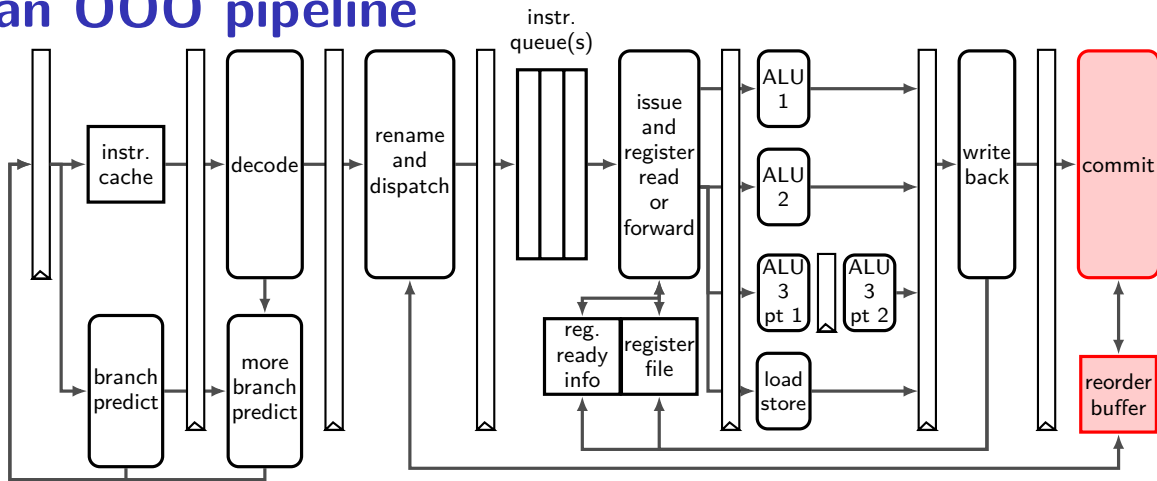 an OOO pipeline
instr.
queue(s)
instr.
cache
decode
rename
and
dispatch
issue
and
register
read
or
forward
ALU
1
ALU
2
ALU
3
pt 1
ALU
3
pt 2
load
store
write
back
commit
branch
predict
more
branch
predict
reg.
ready
info
register
file
reorder
buffer